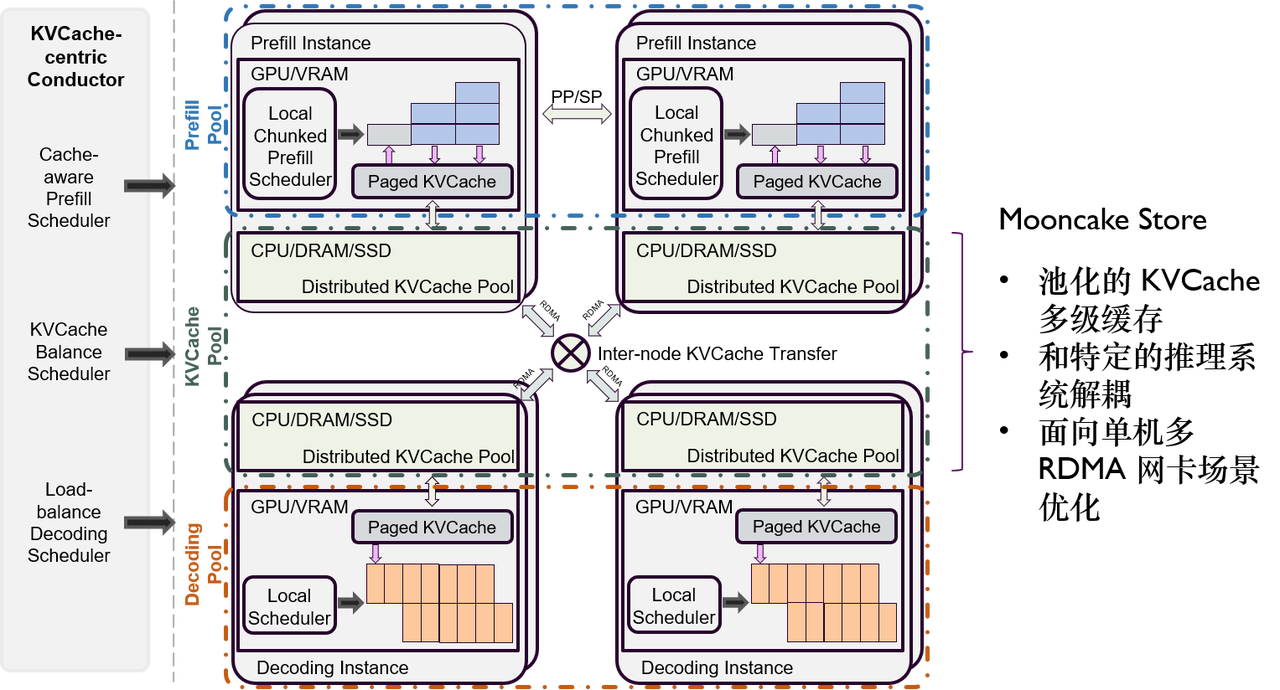 KVCache-
centric
Conductor
Cache-
aware
Prefill
Scheduler
KVCache
Balance
Scheduler
Load-
balance
Decoding
Scheduler
Prefill
Pool
KVCache
Pool
Decoding
Pool
Prefill Instance
GPU/VRAM
Local
Chunked
Prefill
Scheduler
Paged KVCache
CPU/DRAM/SSD
Distributed KVCache Pool
PP/SP
Prefill Instance
GPU/VRAM
Local
Chunked
Prefill
Scheduler
Paged KVCache
CPU/DRAM/SSD
Distributed KVCache Pool
RDMA
RDMA
Inter-node KVCache Transfer
RDMA
RDMA
CPU/DRAM/SSD
Distributed KVCache Pool
GPU/VRAM
Paged KVCache
Local
Scheduler
Decoding Instance
CPU/DRAM/SSD
Distributed KVCache Pool
GPU/VRAM
Paged KVCache
Local
Scheduler
Decoding Instance
Mooncake Store
• 池化的 KVCache
多级缓存
• 和特定的推理系
统解耦
• 面向单机多
RDMA 网卡场景
优化